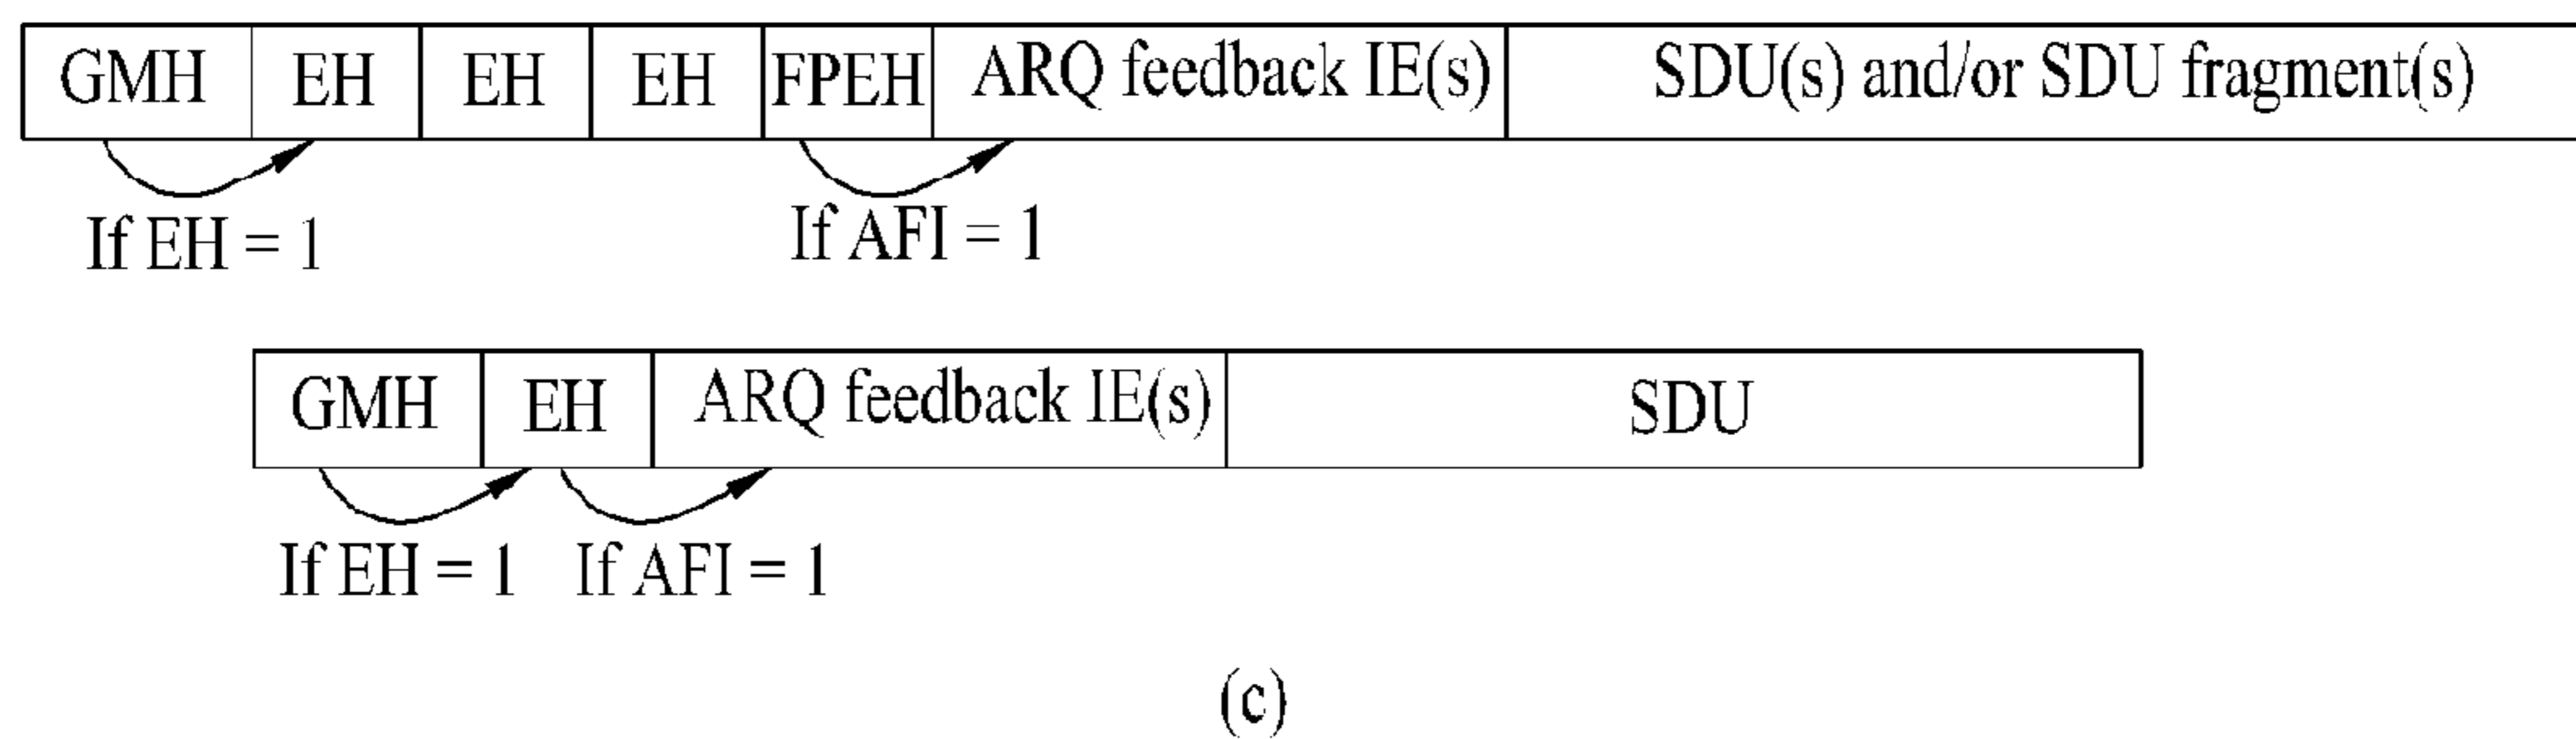 GMH EH EH EH FPEH ARQ feedback IE(s) SDU(s) and/or SDU fragment(s)
If EH = 1 If AFI = 1
GMH EH ARQ feedback IE(s) SDU
If EH = 1 If AFI = 1
(c)